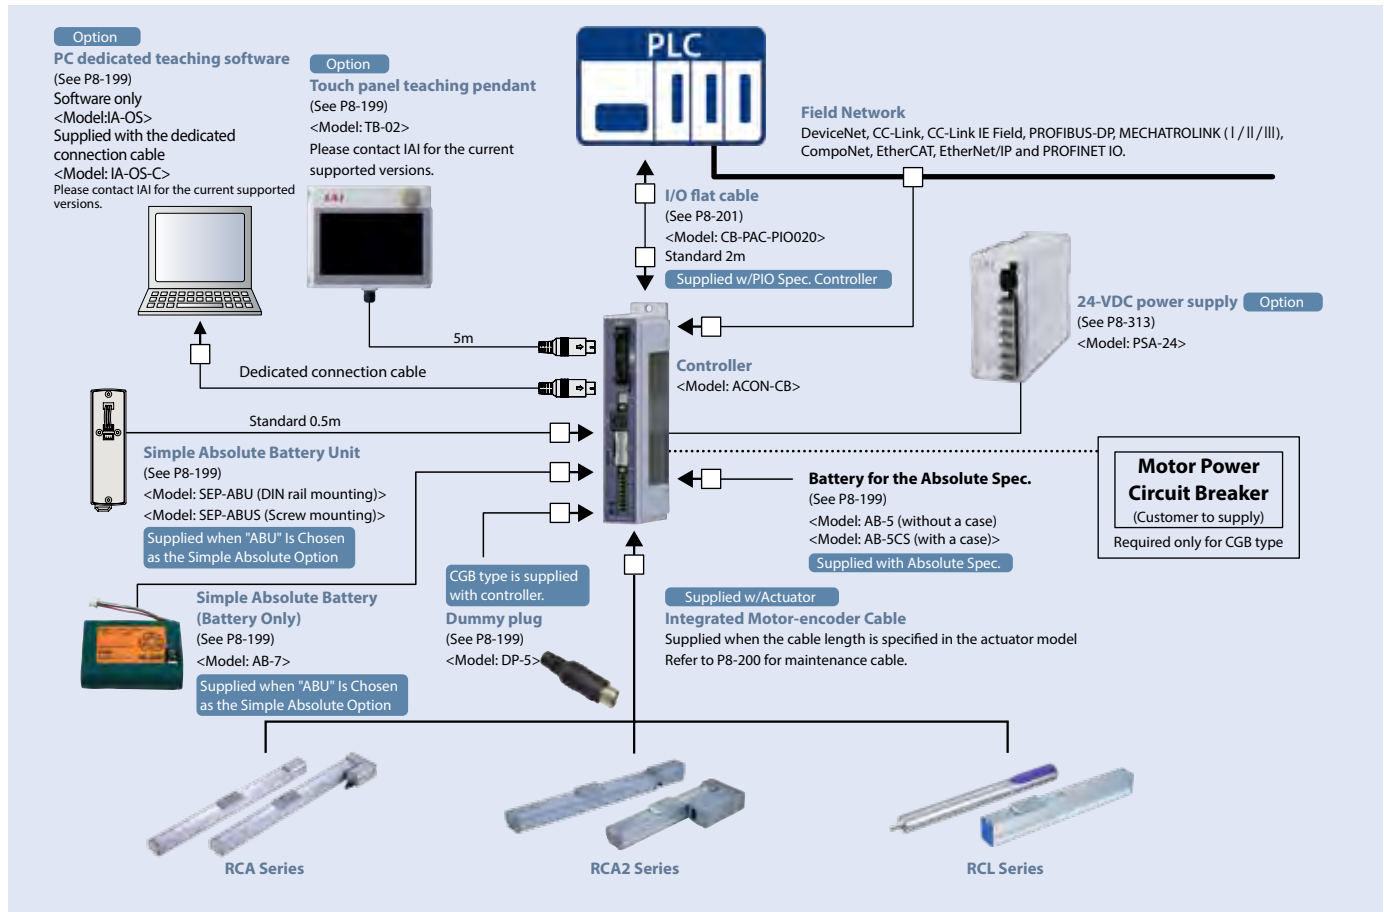 Option
PC dedicated teaching software
(See P8-199)
Software only
<Model:IA-OS>
Supplied with the dedicated
connection cable
<Model: IA-OS-C>
Please contact IAI for the current supported
versions.
Option
Touch panel teaching pendant
(See P8-199)
<Model: TB-02>
Please contact IAI for the current
supported versions.
IAI
PLC
Field Network
DeviceNet, CC-Link, CC-Link IE Field, PROFIBUS-DP, MECHATROLINK (Ⅰ/Ⅱ/Ⅲ),
CompoNet, EtherCAT, EtherNet/IP and PROFINET IO.
I/O flat cable
(See P8-201)
<Model: CB-PAC-PIO020>
Standard 2m
Supplied w/PIO Spec. Controller
24-VDC power supply Option
(See P8-313)
<Model: PSA-24>
5m
Dedicated connection cable
Controller
<Model: ACON-CB>
Standard 0.5m
Simple Absolute Battery Unit
(See P8-199)
<Model: SEP-ABU (DIN rail mounting)>
<Model: SEP-ABUS (Screw mounting)>
Supplied when "ABU" Is Chosen
as the Simple Absolute Option
Battery for the Absolute Spec.
(See P8-199)
<Model: AB-5 (without a case)
<Model: AB-5CS (with a case)>
Supplied with Absolute Spec.
Motor Power
Circuit Breaker
(Customer to supply)
Required only for CGB type
Simple Absolute Battery
(Battery Only)
(See P8-199)
<Model: AB-7>
Supplied when "ABU" Is Chosen
as the Simple Absolute Option
CGB type is supplied
with controller.
Dummy plug
(See P8-199)
<Model: DP-5>
Supplied w/Actuator
Integrated Motor-encoder Cable
Supplied when the cable length is specified in the actuator model
Refer to P8-200 for maintenance cable.
RCA Series
RCA2 Series
RCL Series